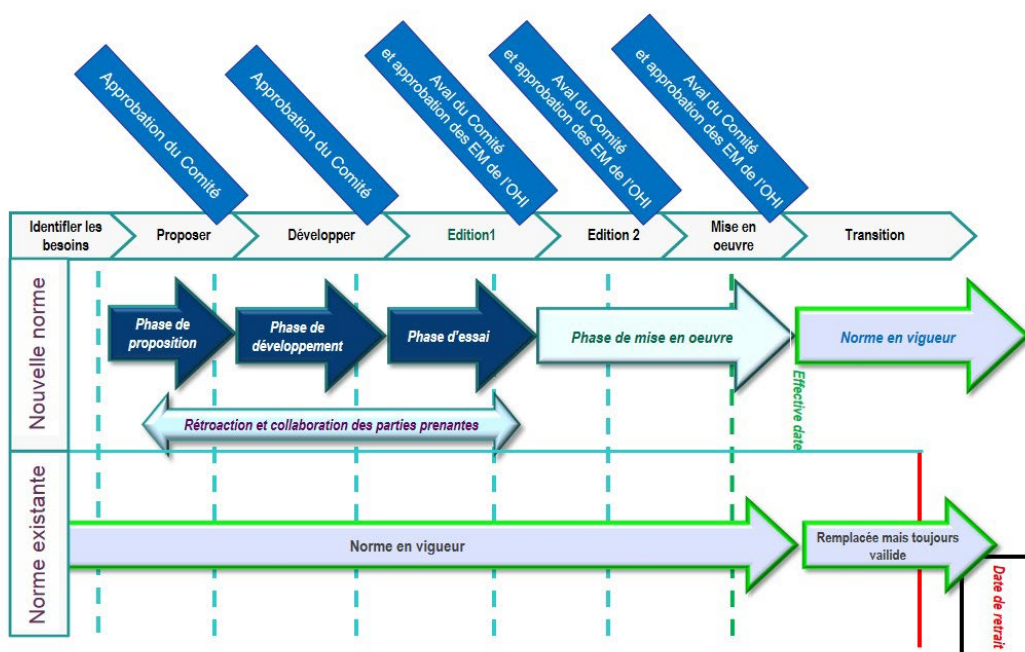 Approbation du Comité
Approbation du Comité
Aval du Comité
et approbation des EM de l'OHI
Aval du Comité
et approbation des EM de l'OHI
Aval du Comité
et approbation des EM de l'OHI
Identifier les
besoins
Proposer
Développer
Edition1
Edition 2
Mise en
oeuvre
Transition
Nouvelle norme
Phase de
proposition
Phase de
développement
Phase d'essai
Phase de mise en oeuvre
Norme en vigueur
Effective date
Rétroaction et collaboration des parties prenantes
Norme existante
Norme en vigueur
Remplacée mais toujours
vailide
Date de retrait